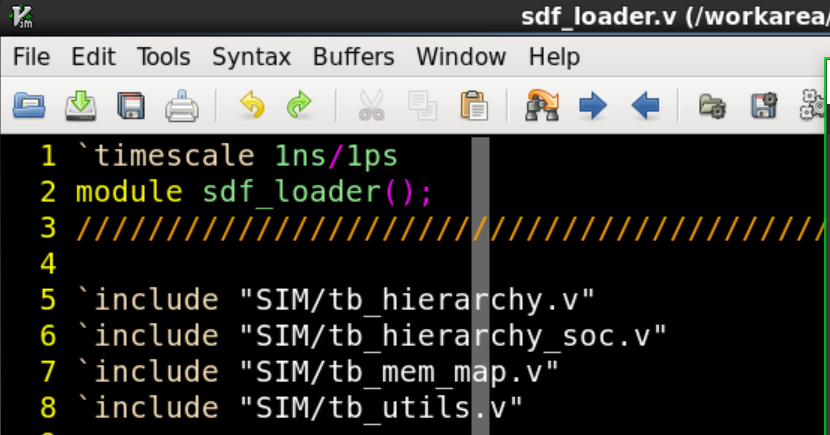 sdf_loader.v (/workarea/
File Edit Tools Syntax Buffers Window Help
1 `timescale 1ns/1ps
2 module sdf_loader();
3 //////////////////////////////////////////
4
5 `include "SIM/tb_hierarchy.v"
6 `include "SIM/tb_hierarchy_soc.v"
7 `include "SIM/tb_mem_map.v"
8 `include "SIM/tb_utils.v"